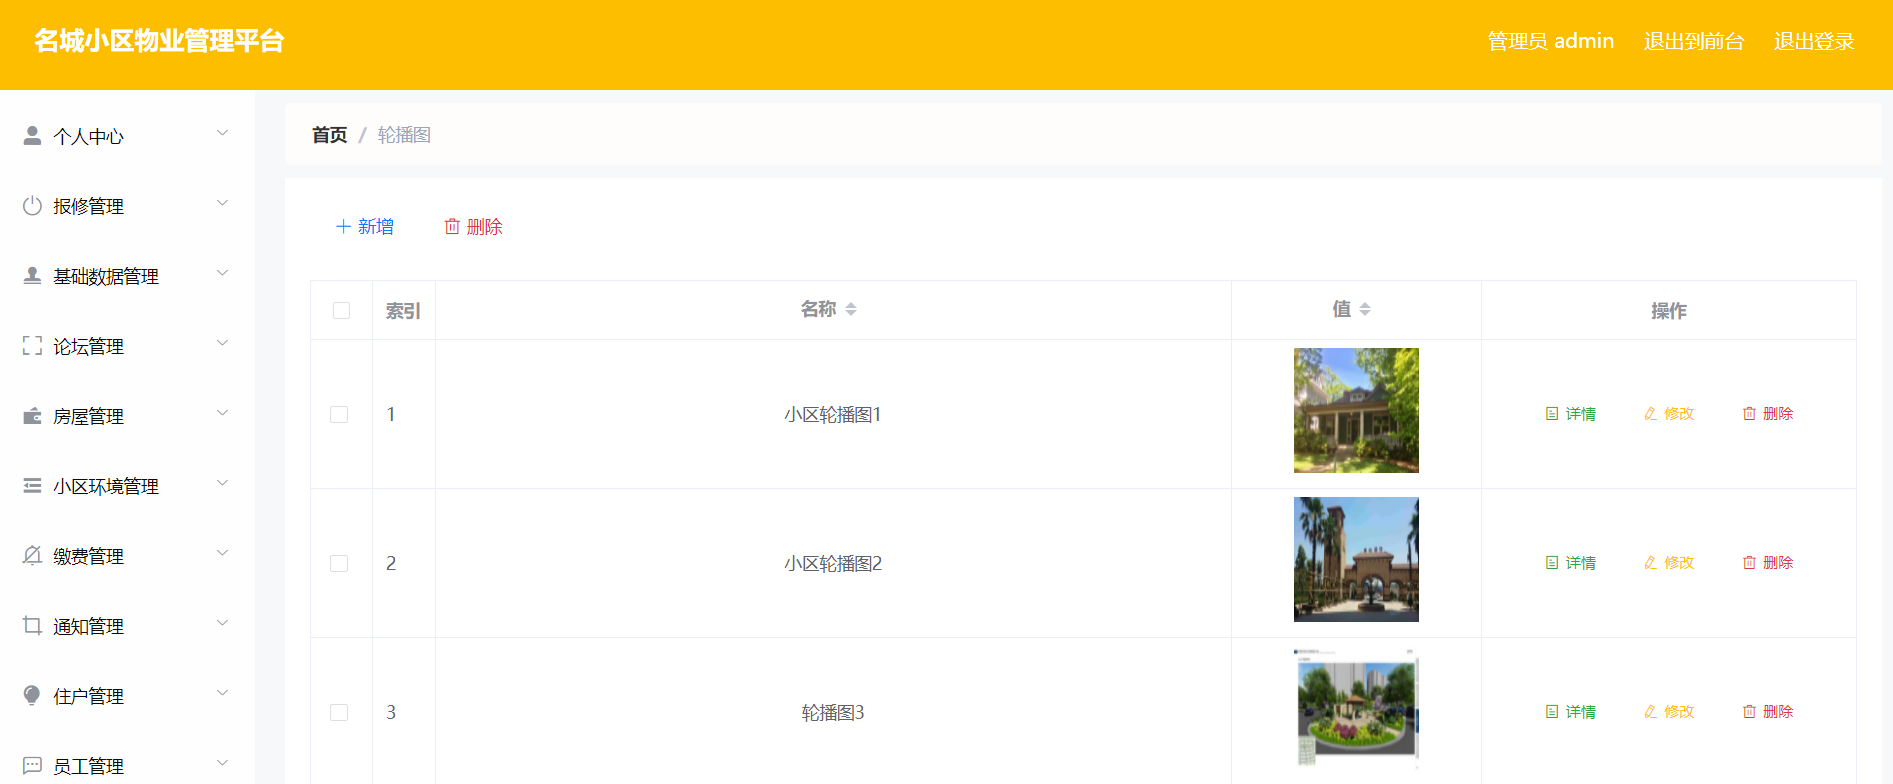 名城小区物业管理平台
管理员 admin 退出到前台 退出登录
个人中心
报修管理
基础数据管理
论坛管理
房屋管理
小区环境管理
缴费管理
通知管理
住户管理
员工管理
首页 / 轮播图
新增 删除
索引 名称 值 操作
1 小区轮播图1 详情 修改 删除
2 小区轮播图2 详情 修改 删除
3 轮播图3 详情 修改 删除